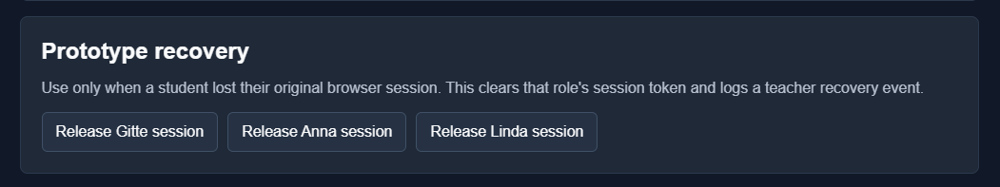 Prototype recovery
Use only when a student lost their original browser session. This clears that role's session token and logs a teacher recovery event.
Release Gitte session
Release Anna session
Release Linda session